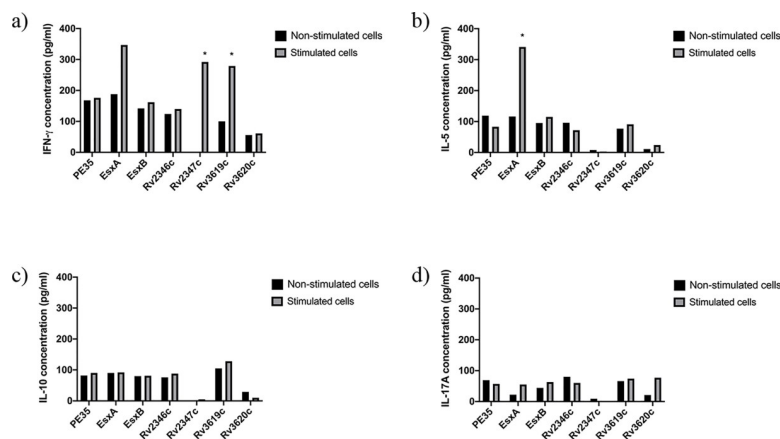 a)
IFN-γ concentration (pg/ml)
400
300
200
100
0
* *
PE35 EsxA EsxB Rv2346c Rv2347c Rv3619c Rv3620c
Non-stimulated cells
Stimulated cells
b)
IL-5 concentration (pg/ml)
400
300
200
100
0
*
PE35 EsxA EsxB Rv2346c Rv2347c Rv3619c Rv3620c
Non-stimulated cells
Stimulated cells
c)
IL-10 concentration (pg/ml)
400
300
200
100
0
PE35 EsxA EsxB Rv2346c Rv2347c Rv3619c Rv3620c
Non-stimulated cells
Stimulated cells
d)
IL-17A concentration (pg/ml)
400
300
200
100
0
PE35 EsxA EsxB Rv2346c Rv2347c Rv3619c Rv3620c
Non-stimulated cells
Stimulated cells